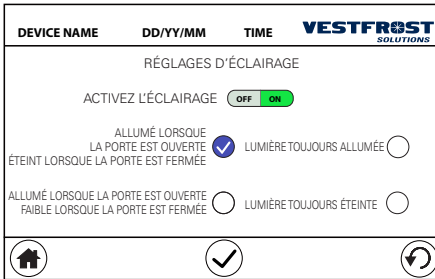 DEVICE NAME DD/YY/MM TIME VESTFROST
SOLUTIONS
RÉGLAGES D'ÉCLAIRAGE
ACTIVEZ L'ÉCLAIRAGE OFF ON
ALLUMÉ LORSQUE
LA PORTE EST OUVERTE
ÉTEINT LORSQUE LA PORTE EST FERMÉE
LUMIÈRE TOUJOURS ALLUMÉE
ALLUMÉ LORSQUE LA PORTE EST OUVERTE
FAIBLE LORSQUE LA PORTE EST FERMÉE
LUMIÈRE TOUJOURS ÉTEINTE